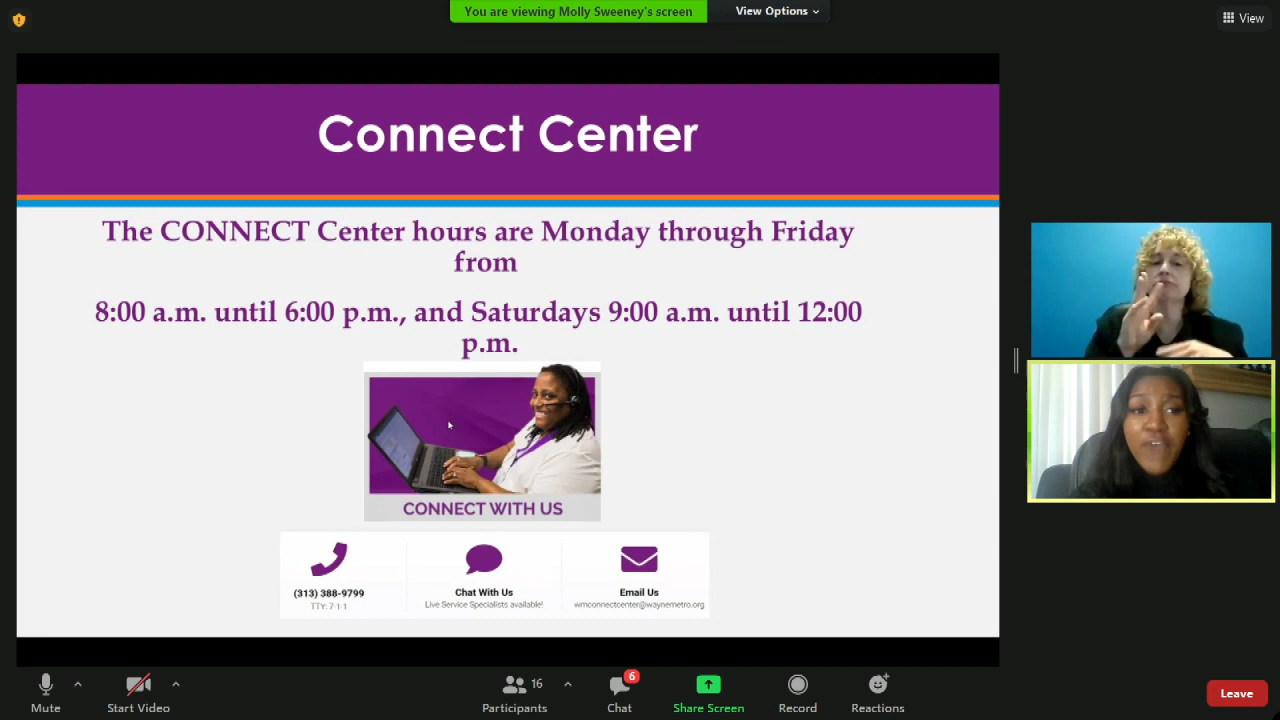 You are viewing Molly Sweeney's screen
View Options
View
Connect Center
The CONNECT Center hours are Monday through Friday
from
8:00 a.m. until 6:00 p.m., and Saturdays 9:00 a.m. until 12:00
p.m.
CONNECT WITH US
(313) 388-9799
TTY: 7-1-1
Chat With Us
Live Service Specialists available!
Email Us
wmconnectcenter@waynemetro.org
Mute
Start Video
16
Participants
6
Chat
Share Screen
Record
Reactions
Leave